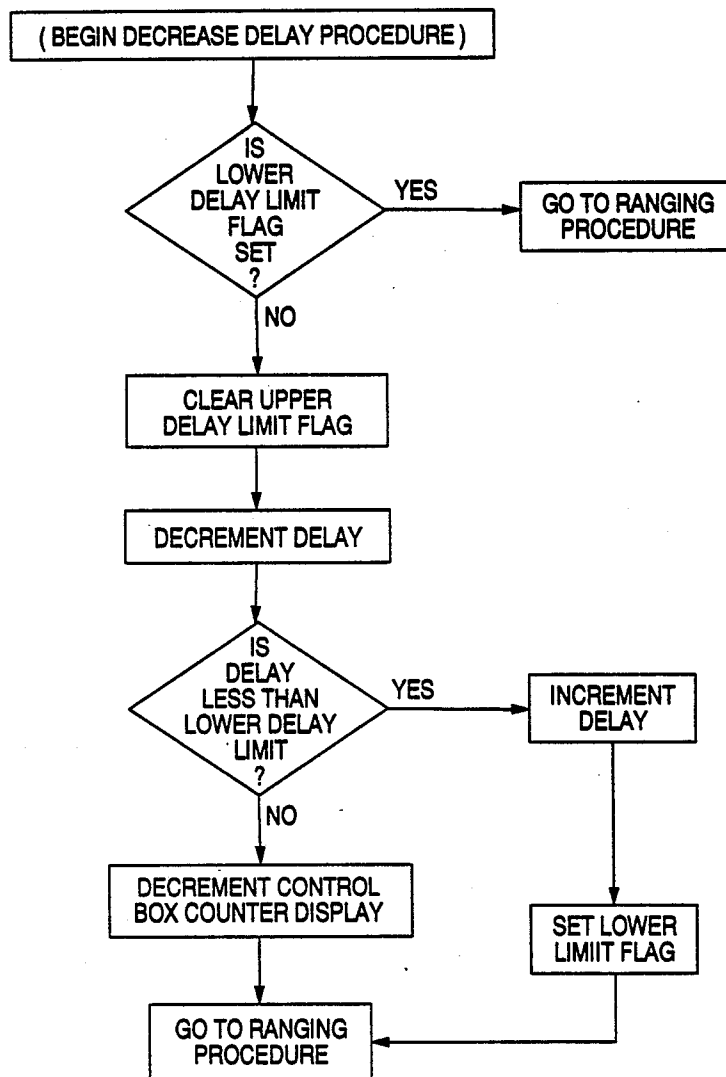 ( BEGIN DECREASE DELAY PROCEDURE )
IS
LOWER
DELAY LIMIT
FLAG
SET
?
YES
GO TO RANGING
PROCEDURE
NO
CLEAR UPPER
DELAY LIMIT FLAG
DECREMENT DELAY
IS
DELAY
LESS THAN
LOWER DELAY
LIMIT
?
YES
INCREMENT
DELAY
NO
DECREMENT CONTROL
BOX COUNTER DISPLAY
SET LOWER
LIMIIT FLAG
GO TO RANGING
PROCEDURE